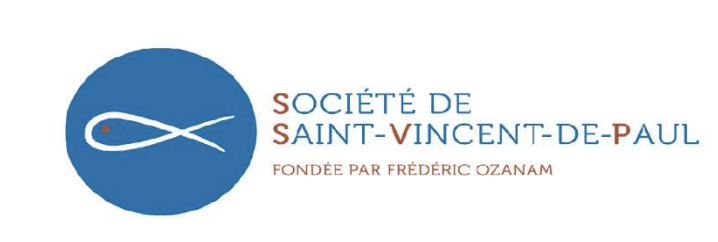 SOCIÉTÉ DE
SAINT-VINCENT-DE-PAUL
FONDÉE PAR FRÉDÉRIC OZANAM